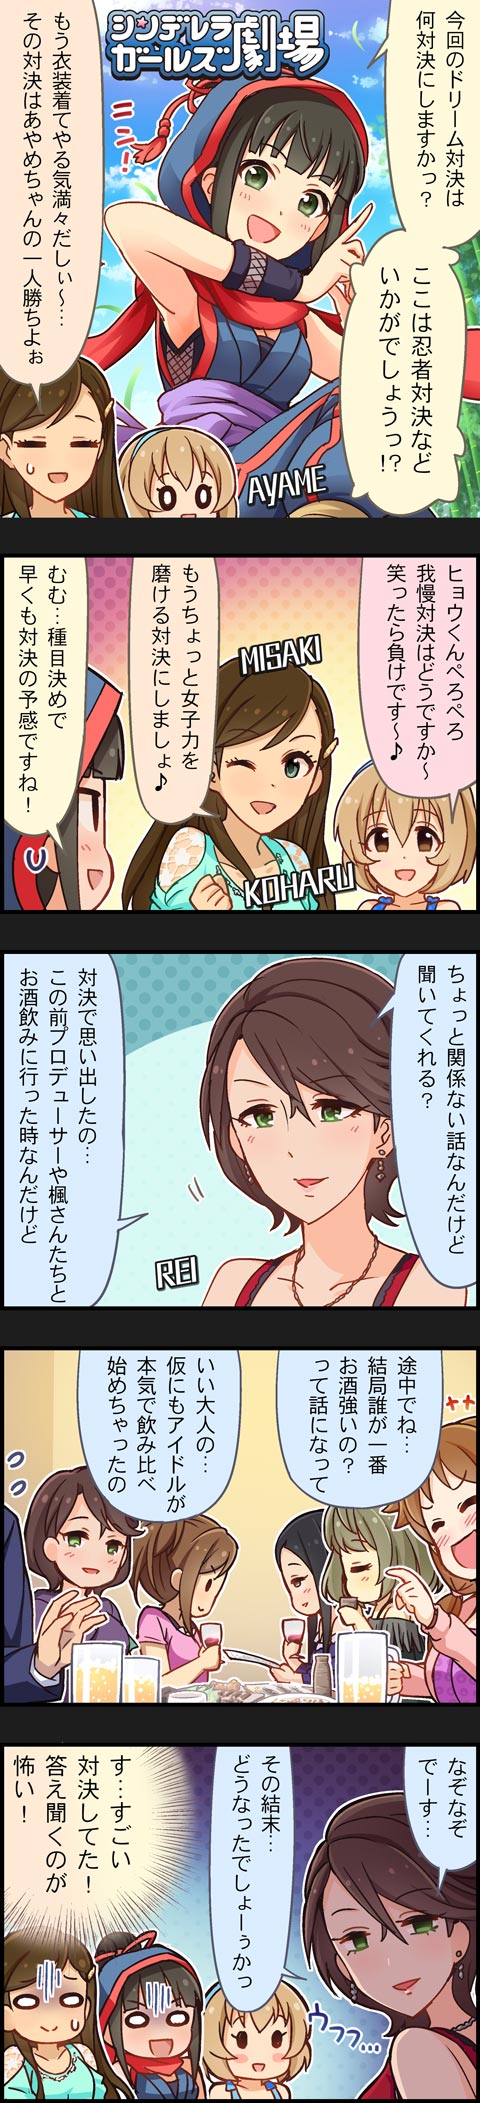 シンデレラ
ガールズ劇場
今回のドリーム対決は
何対決にしますかっ？
ここは忍者対決など
いかがでしょうっ!?
ニン！
もう衣装着てやる気満々だしぃ〜…
その対決はあやめちゃんの一人勝ちよぉ
AYAME
ヒョウくんぺろぺろ
我慢対決はどうですか〜
笑ったら負けです〜♪
もうちょっと女子力を
磨ける対決にしましょ♪
むむ…種目決めで
早くも対決の予感ですね！
MISAKI
KOHARU
ちょっと関係ない話なんだけど
聞いてくれる？
対決で思い出したの…
この前プロデューサーや楓さんたちと
お酒飲みに行った時なんだけど
REI
途中でね…
結局誰が一番
お酒強いの？
って話になって
いい大人の…
仮にもアイドルが
本気で飲み比べ
始めちゃったの
なぞなぞ
でーす…
その結末…
どうなったでしょーぅかっ
ウフフ…
す…すごい
対決してた！
答え聞くのが
怖い！